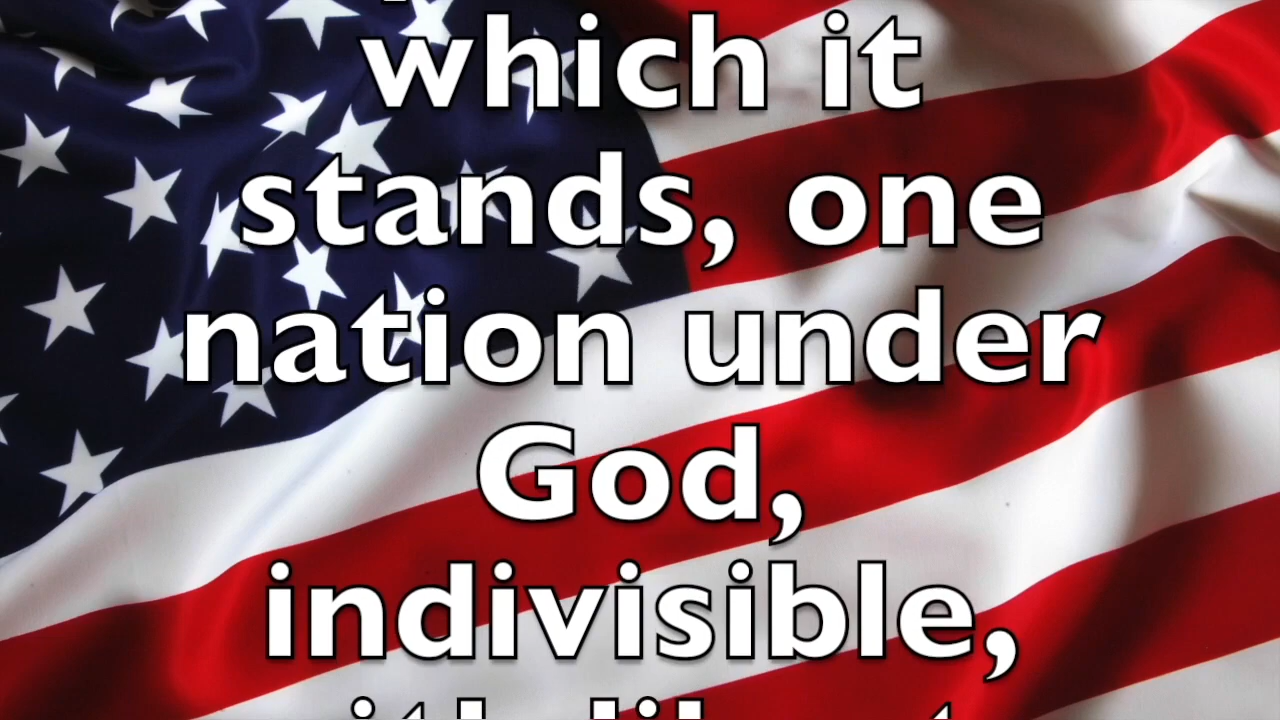 which it
stands, one
nation under
God,
indivisible,